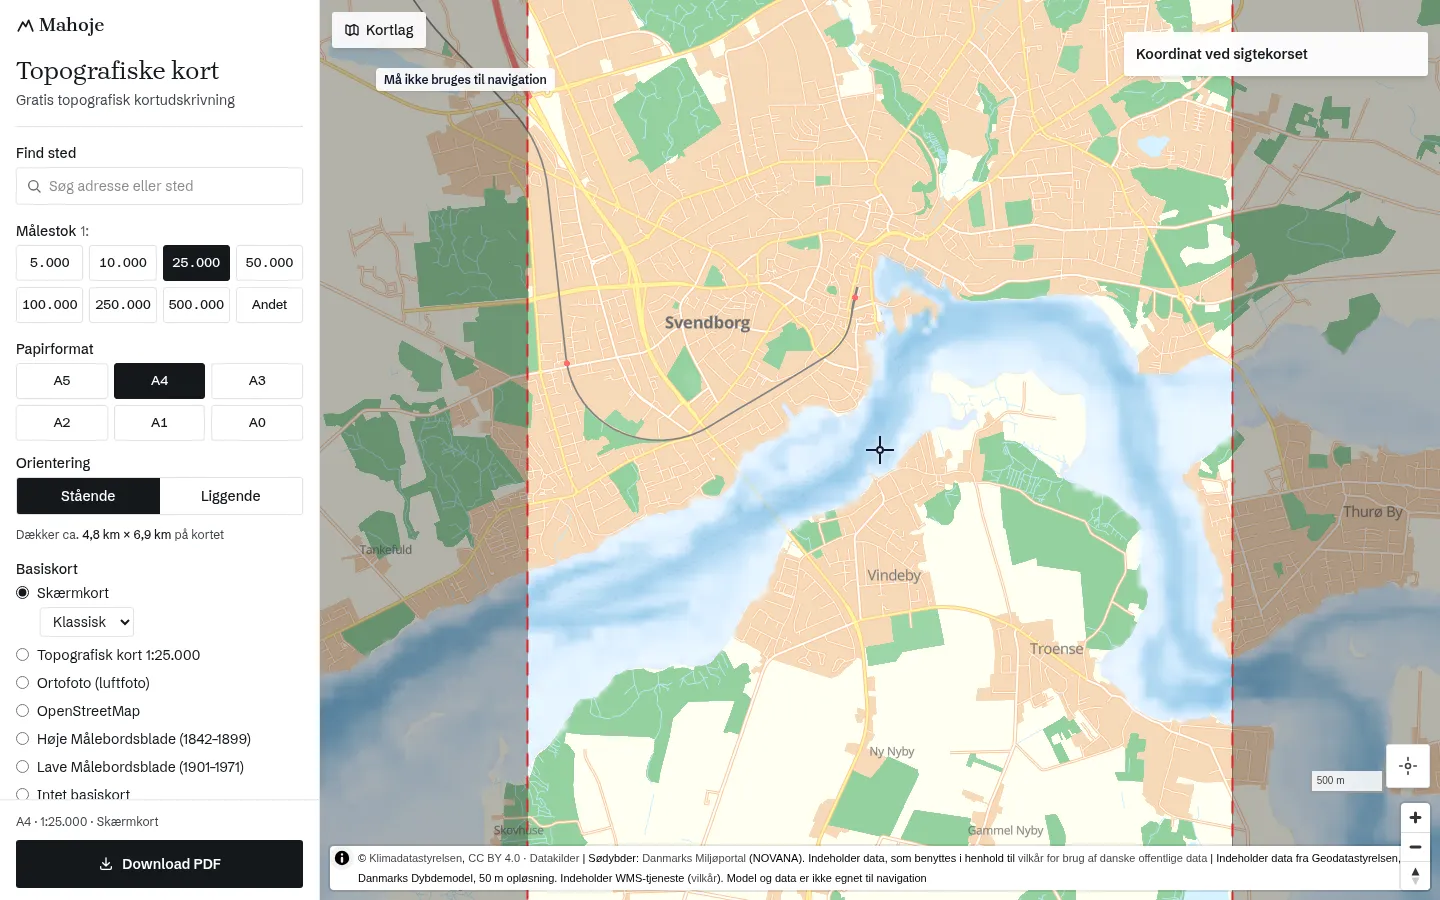 Mahoje
Topografiske kort
Gratis topografisk kortudskrivning
Find sted
Søg adresse eller sted
Målestok 1:
5.000 10.000 25.000 50.000
100.000 250.000 500.000 Andet
Papirformat
A5 A4 A3
A2 A1 A0
Orientering
Stående Liggende
Dækker ca. 4,8 km × 6,9 km på kortet
Basiskort
Skærmkort
Klassisk
Topografisk kort 1:25.000
Ortofoto (luftfoto)
OpenStreetMap
Høje Målebordsblade (1842–1899)
Lave Målebordsblade (1901–1971)
Intet basiskort
A4 · 1:25.000 · Skærmkort
Download PDF
Kortlag
Må ikke bruges til navigation
Koordinat ved sigtekorset
Svendborg
Thurø By
Tankefuld
Vindeby
Troense
Ny Nyby
Skovhuse
Gammel Nyby
500 m
© Klimadatastyrelsen, CC BY 4.0 · Datakilder | Sødybder: Danmarks Miljøportal (NOVANA). Indeholder data, som benyttes i henhold til vilkår for brug af danske offentlige data | Indeholder data fra Geodatastyrelsen,
Danmarks Dybdemodel, 50 m opløsning. Indeholder WMS-tjeneste (vilkår). Model og data er ikke egnet til navigation